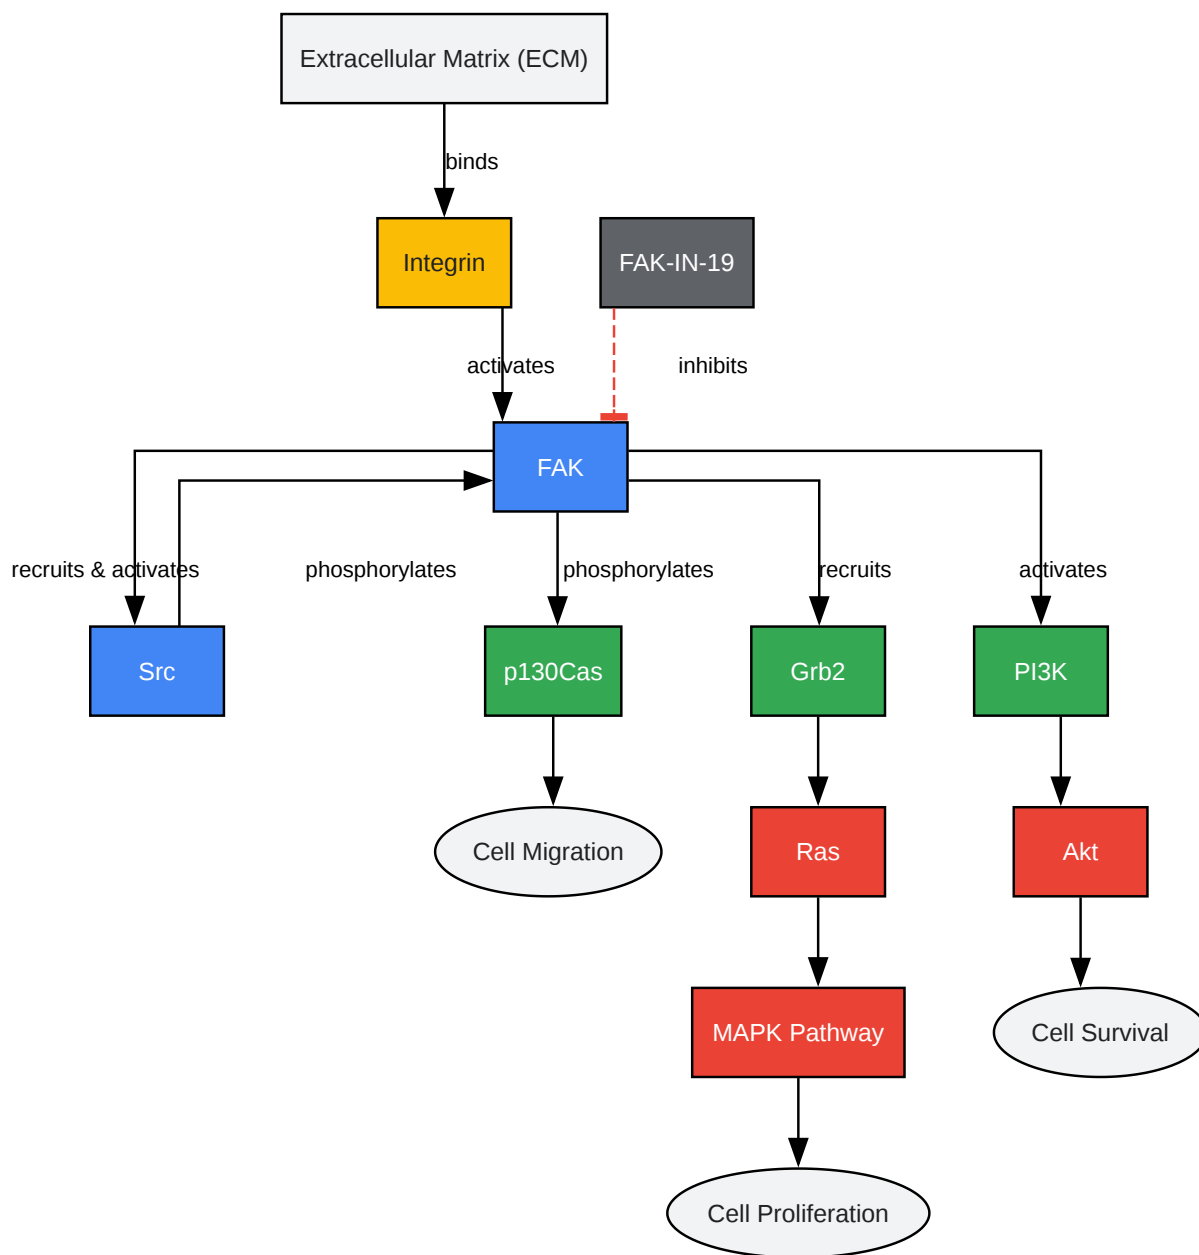 Extracellular Matrix (ECM)
binds
Integrin
FAK-IN-19
activates
inhibits
FAK
recruits & activates
phosphorylates
phosphorylates
recruits
activates
Src
p130Cas
Grb2
PI3K
Cell Migration
Ras
Akt
MAPK Pathway
Cell Survival
Cell Proliferation